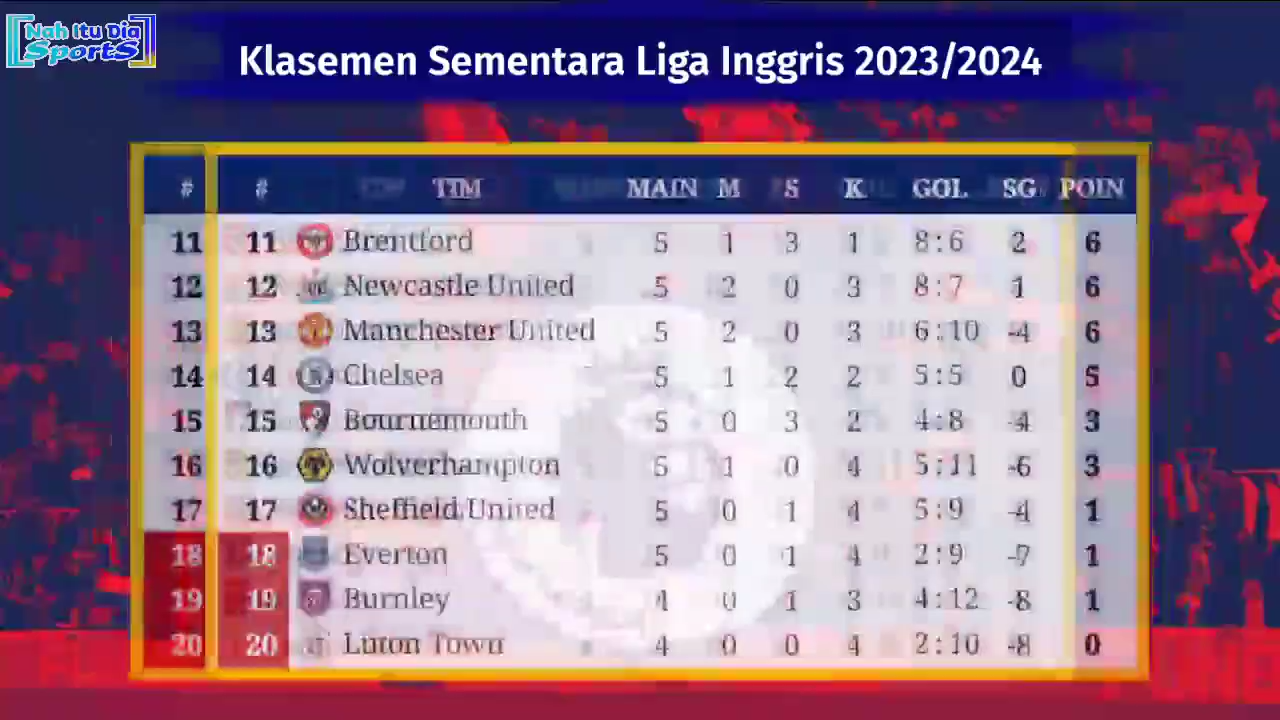 Nah Itu Dia
Sports
Klasemen Sementara Liga Inggris 2023/2024
# # TIM MAIN M S K GOL SG POIN
11 11 Brentford 5 1 3 1 8:6 2 6
12 12 Newcastle United 5 2 0 3 8:7 1 6
13 13 Manchester United 5 2 0 3 6:10 -4 6
14 14 Chelsea 5 1 2 2 5:5 0 5
15 15 Bournemouth 5 0 3 2 4:8 -4 3
16 16 Wolverhampton 5 1 0 4 5:11 -6 3
17 17 Sheffield United 5 0 1 4 5:9 -4 1
18 18 Everton 5 0 1 4 2:9 -7 1
19 19 Burnley 4 0 1 3 4:12 -8 1
20 20 Luton Town 4 0 0 4 2:10 -8 0